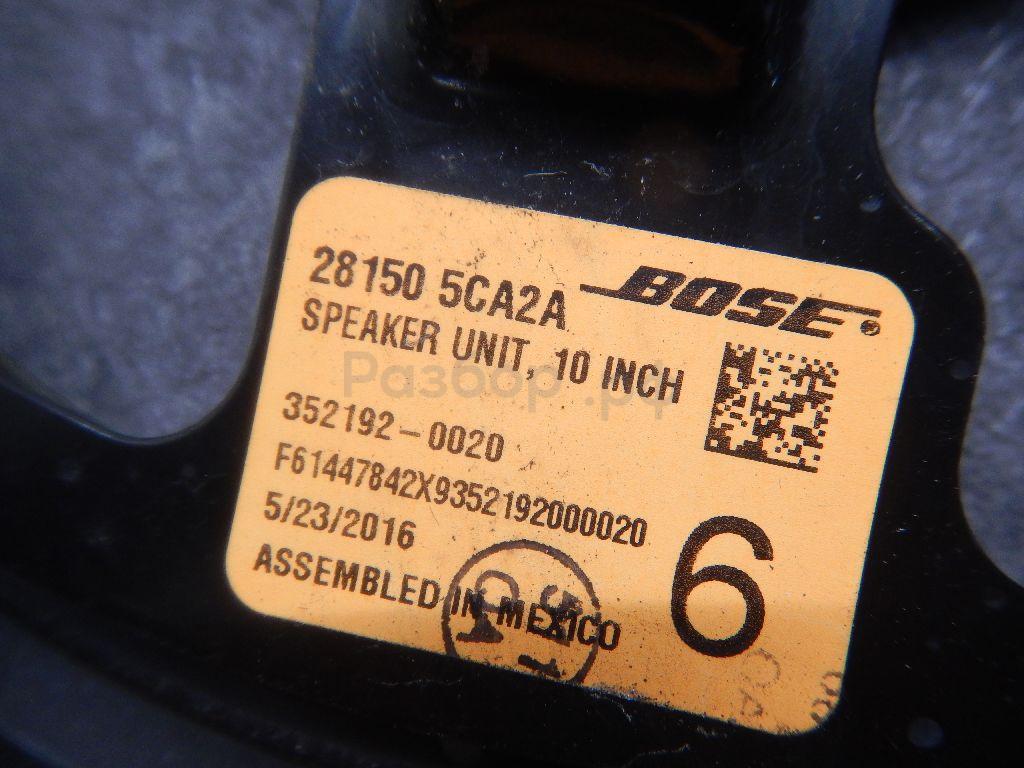 28150 5CA2A BOSE®
SPEAKER UNIT, 10 INCH
Разбор.рф
352192-0020
F61447842X9352192000020
5/23/2016
6
ASSEMBLED IN MEXICO